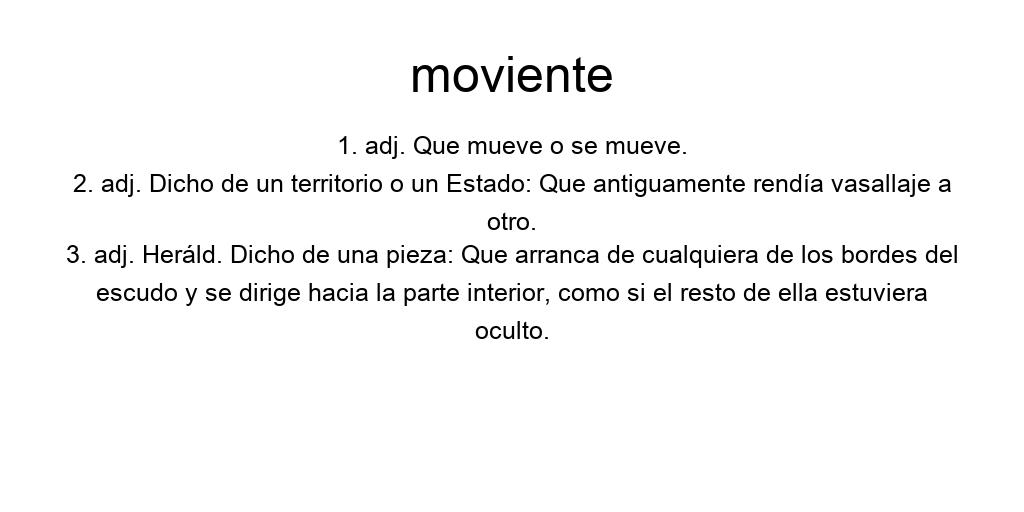 moviente
1. adj. Que mueve o se mueve.
2. adj. Dicho de un territorio o un Estado: Que antiguamente rendía vasallaje a
otro.
3. adj. Heráld. Dicho de una pieza: Que arranca de cualquiera de los bordes del
escudo y se dirige hacia la parte interior, como si el resto de ella estuviera
oculto.